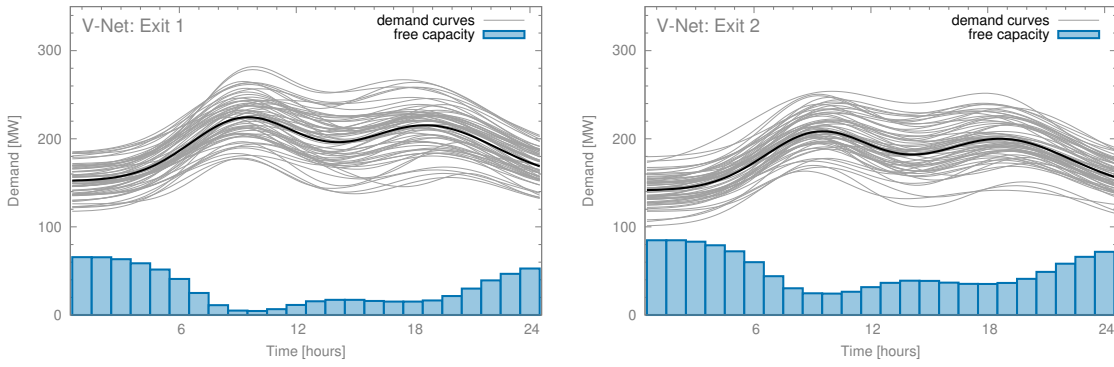 V-Net: Exit 1
demand curves
free capacity
Demand [MW]
300
200
100
0
6
12
18
24
Time [hours]
V-Net: Exit 2
demand curves
free capacity
Demand [MW]
300
200
100
0
6
12
18
24
Time [hours]